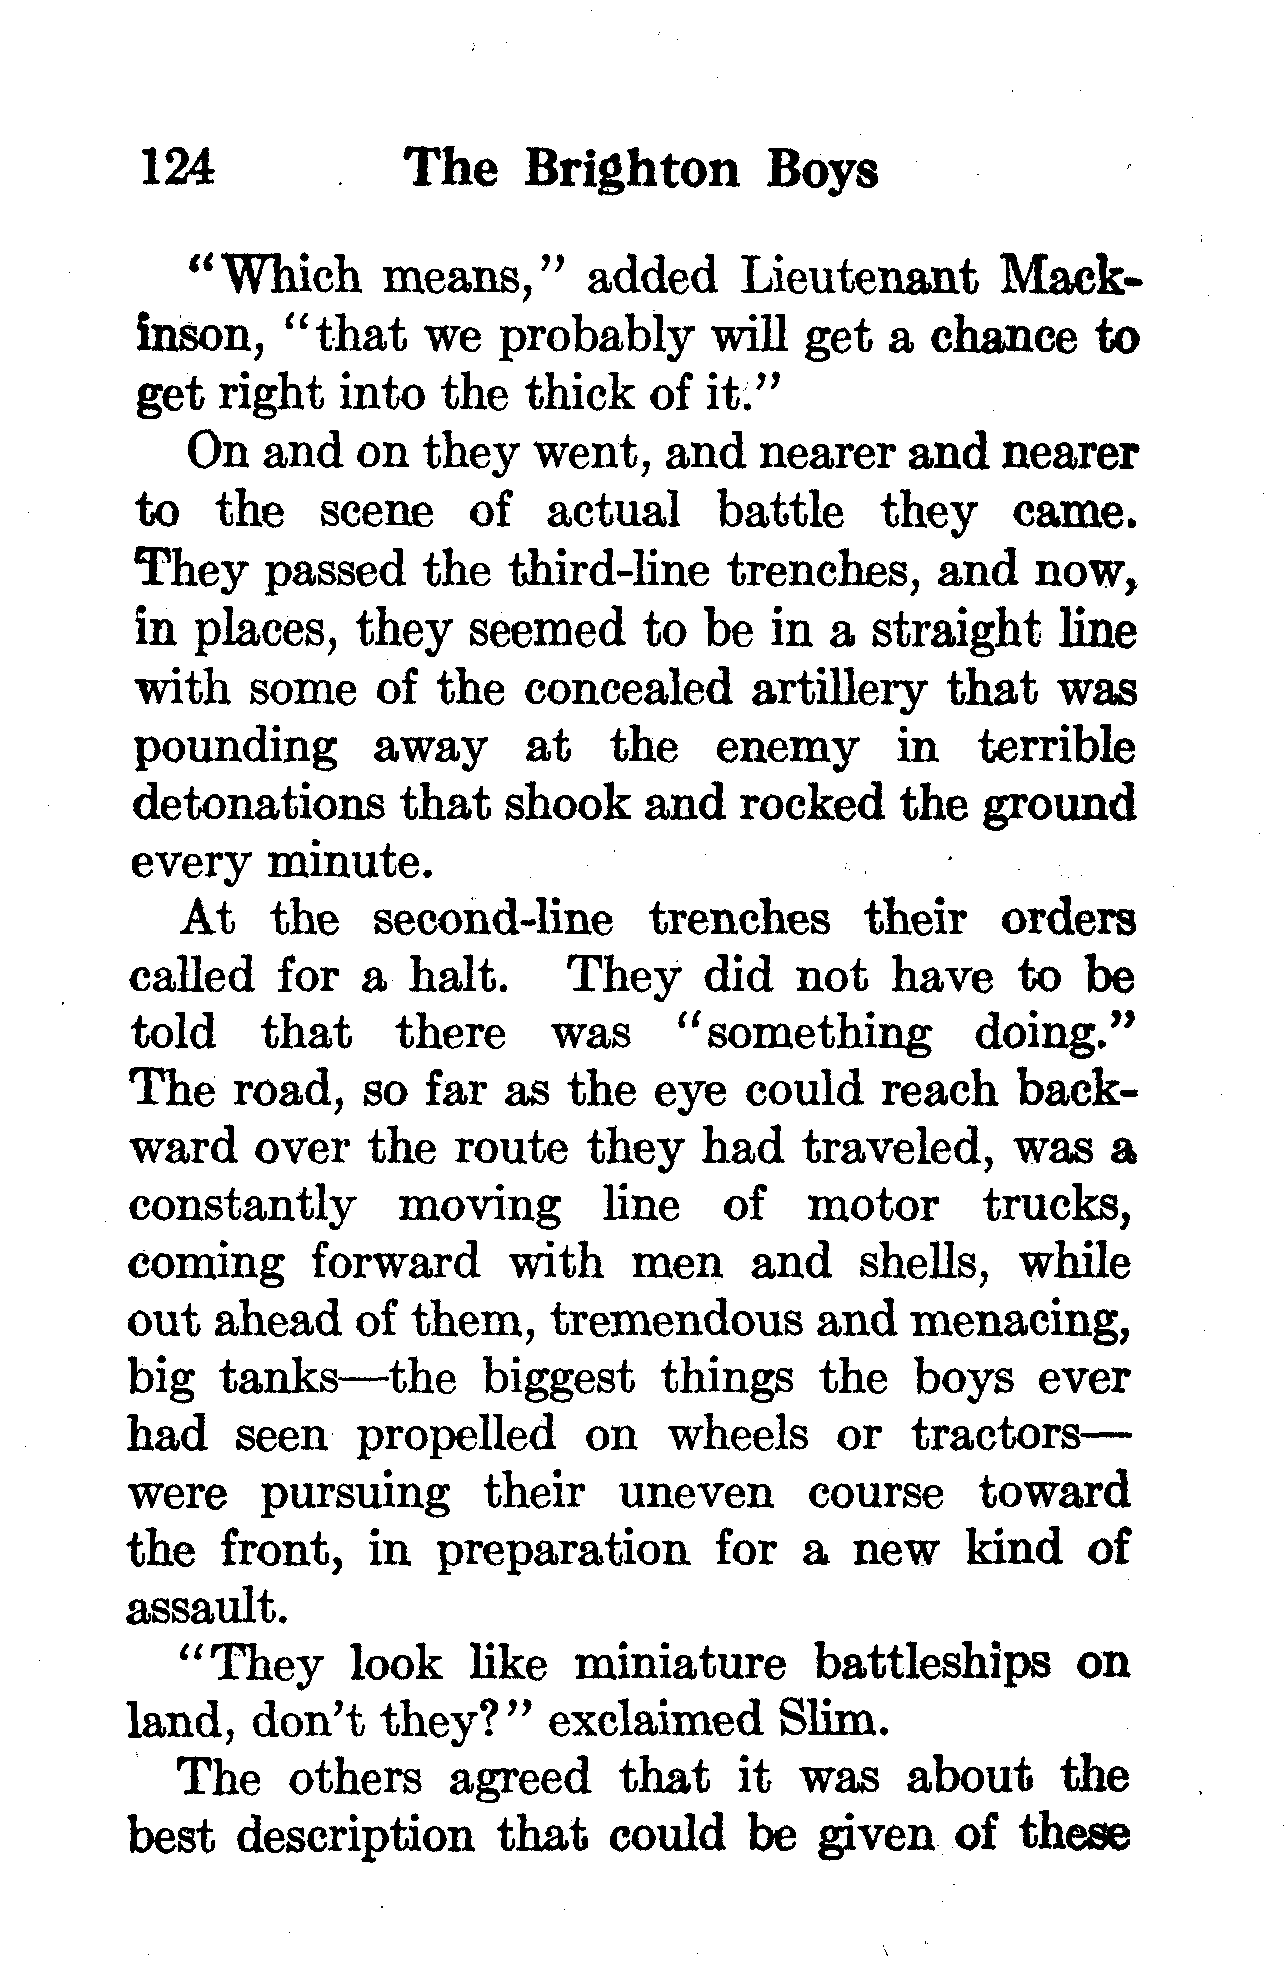 124 The Brighton Boys
"Which means," added Lieutenant Mack-
inson, "that we probably will get a chance to
get right into the thick of it."
On and on they went, and nearer and nearer
to the scene of actual battle they came.
They passed the third-line trenches, and now,
in places, they seemed to be in a straight line
with some of the concealed artillery that was
pounding away at the enemy in terrible
detonations that shook and rocked the ground
every minute.
At the second-line trenches their orders
called for a halt. They did not have to be
told that there was "something doing."
The road, so far as the eye could reach back-
ward over the route they had traveled, was a
constantly moving line of motor trucks,
coming forward with men and shells, while
out ahead of them, tremendous and menacing,
big tanks—the biggest things the boys ever
had seen propelled on wheels or tractors—
were pursuing their uneven course toward
the front, in preparation for a new kind of
assault.
"They look like miniature battleships on
land, don't they?" exclaimed Slim.
The others agreed that it was about the
best description that could be given of these